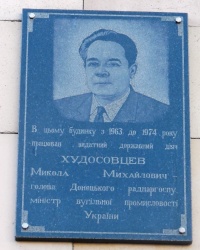 В цьому будинку з 1963 до 1974 року
працював видатний державний діяч
ХУДОСОВЦЕВ
Микола Михайлович -
голова Донецького раднаргоспу,
міністр вугільної промисловості
України